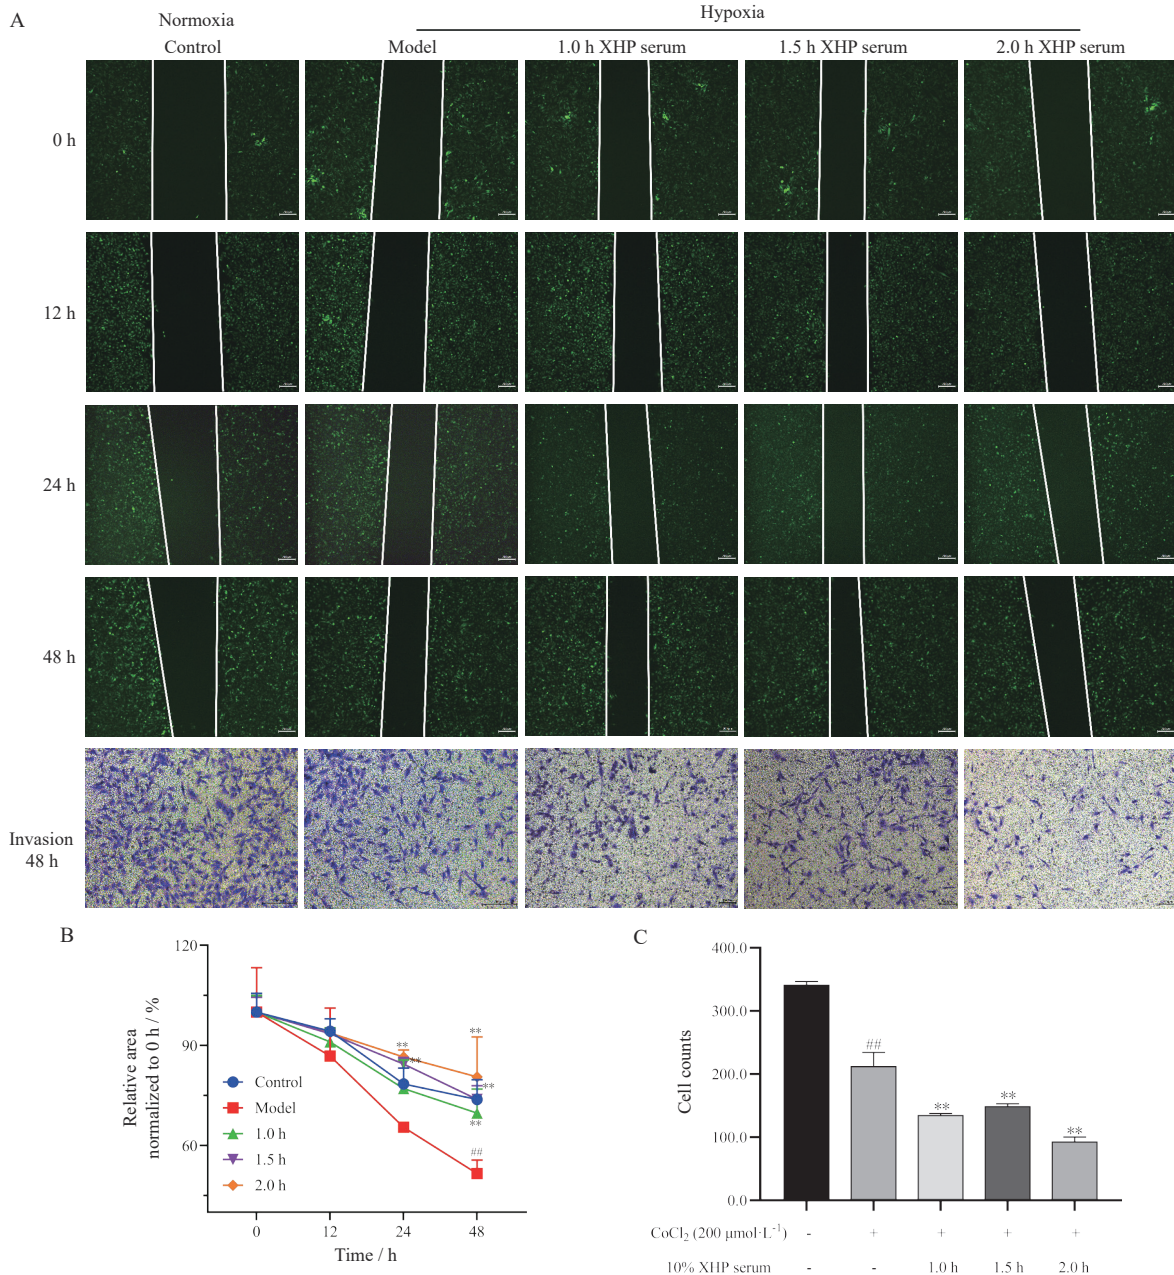 A
Normoxia
Hypoxia
Control
Model
1.0 h XHP serum
1.5 h XHP serum
2.0 h XHP serum
0 h
12 h
24 h
48 h
Invasion
48 h
B
Relative area
normalized to 0 h / %
120
90
60
**
**
**
**
**
##
Control
Model
1.0 h
1.5 h
2.0 h
0
12
24
48
Time / h
C
Cell counts
400.0
300.0
200.0
100.0
0.0
##
**
**
**
CoCl₂ (200 μmol·L⁻¹) - + + + +
10% XHP serum - - 1.0 h 1.5 h 2.0 h